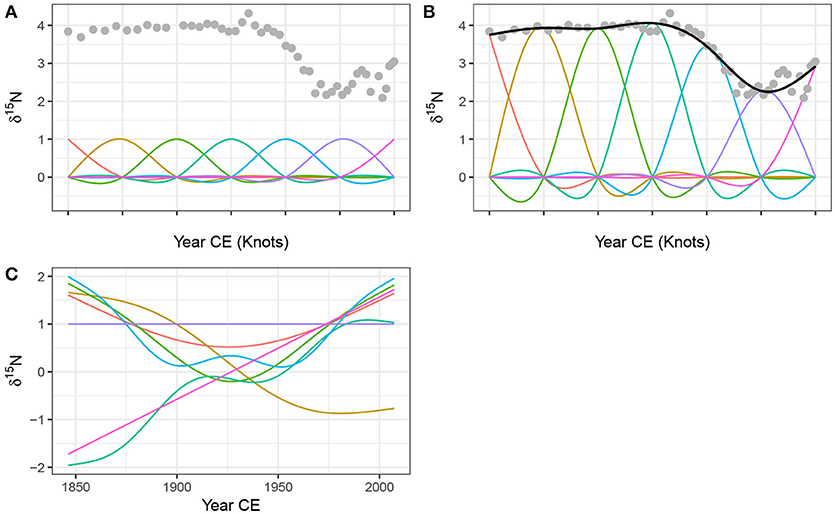 A
δ¹⁵N
4
3
2
1
0
Year CE (Knots)
B
δ¹⁵N
4
3
2
1
0
Year CE (Knots)
C
δ¹⁵N
2
1
0
−1
−2
1850 1900 1950 2000
Year CE